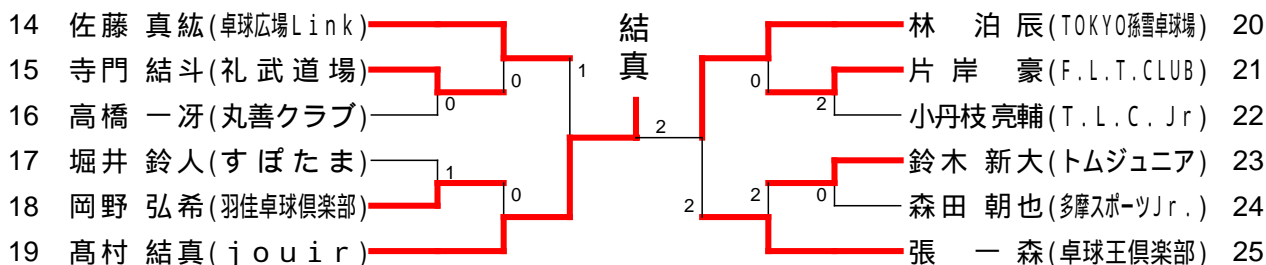 14 佐藤 真紘(卓球広場Link)
15 寺門 結斗(礼武道場)
16 高橋 一冴(丸善クラブ)
17 堀井 鈴人(すぽたま)
18 岡野 弘希(羽佳卓球倶楽部)
19 髙村 結真(jouir)
0
0
1
1
0
結真
2
林 泊辰(TOKYO孫雪卓球場) 20
片岸 豪(F.L.T.CLUB) 21
小丹枝 亮輔(T.L.C.Jr) 22
鈴木 新大(トムジュニア) 23
森田 朝也(多摩スポーツJr.) 24
張 一森(卓球王倶楽部) 25
0
2
2
2
0